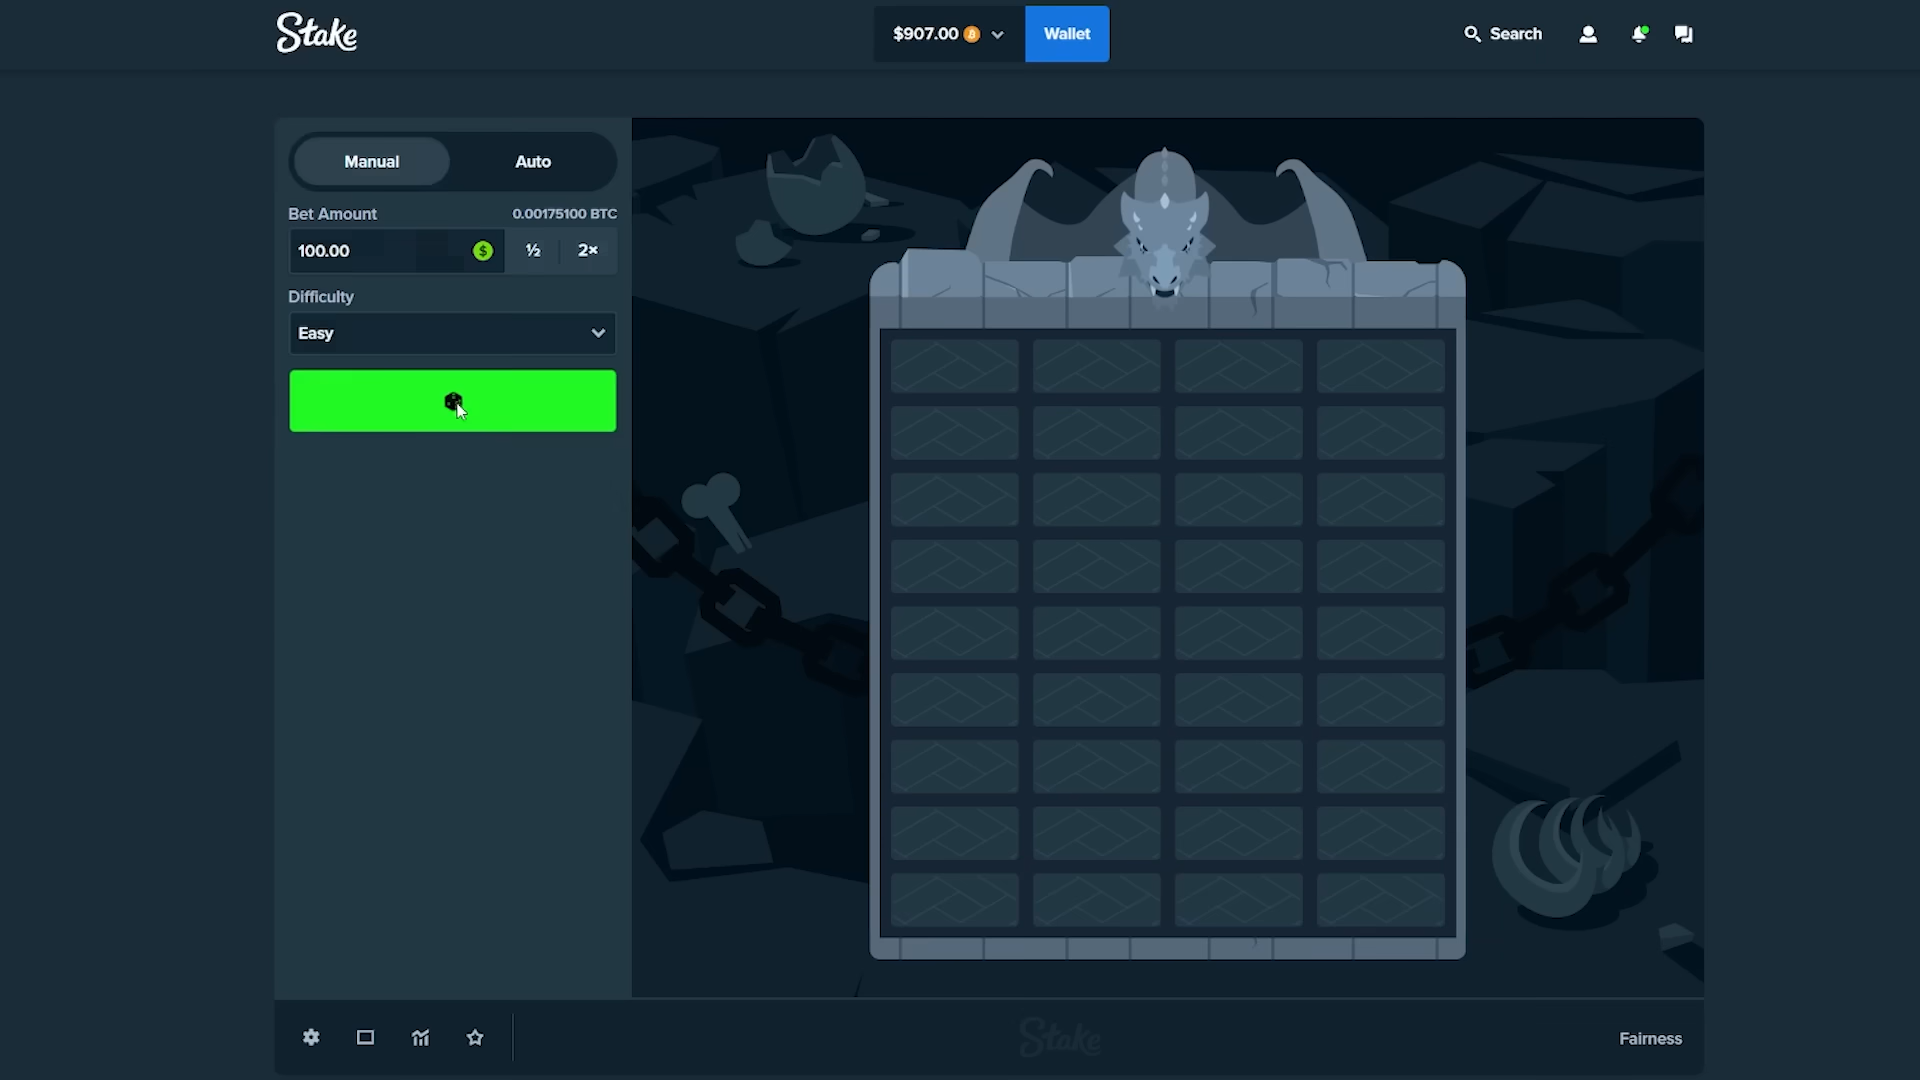 Stake
$907.00
Wallet
Search
Manual
Auto
Bet Amount
0.00175100 BTC
100.00
$
½
2×
Difficulty
Easy
Stake
Fairness